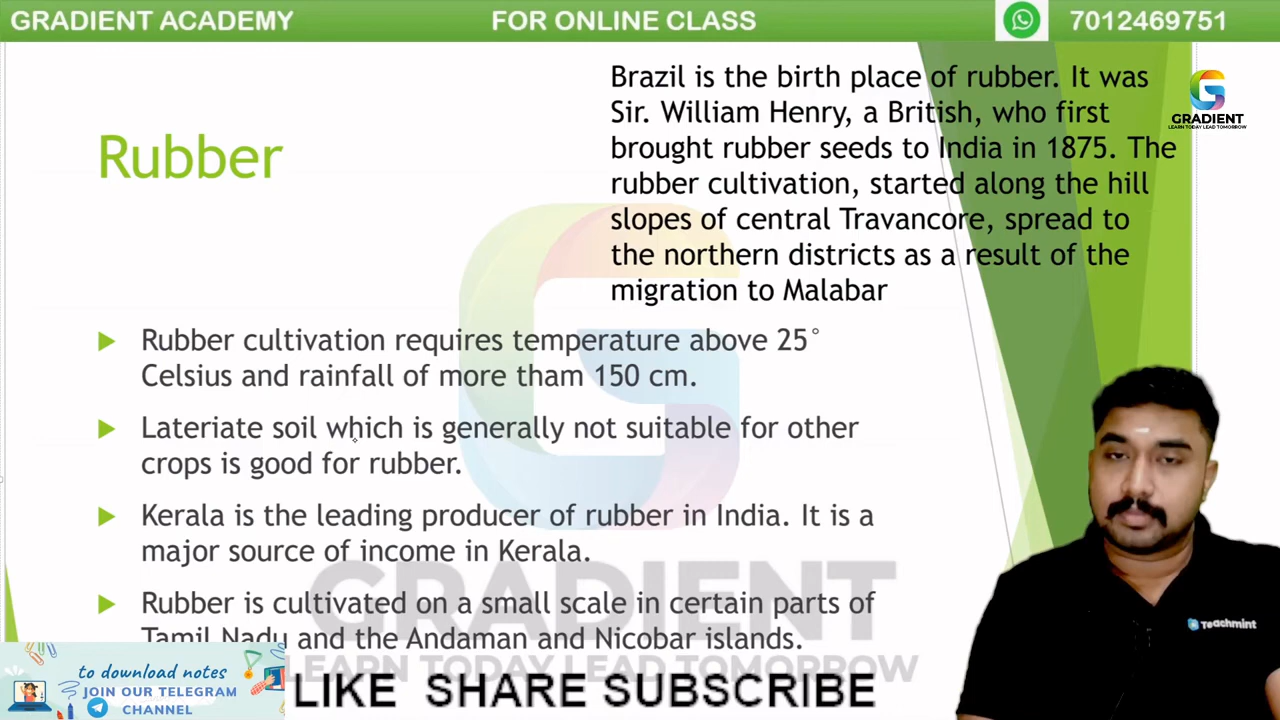 GRADIENT ACADEMY
FOR ONLINE CLASS
7012469751
Brazil is the birth place of rubber. It was
Sir. William Henry, a British, who first
brought rubber seeds to India in 1875. The
rubber cultivation, started along the hill
slopes of central Travancore, spread to
the northern districts as a result of the
migration to Malabar
GRADIENT
LEARN TODAY LEAD TOMORROW
Rubber
Rubber cultivation requires temperature above 25°
Celsius and rainfall of more tham 150 cm.
Lateriate soil which is generally not suitable for other
crops is good for rubber.
Kerala is the leading producer of rubber in India. It is a
major source of income in Kerala.
Rubber is cultivated on a small scale in certain parts of
Tamil Nadu and the Andaman and Nicobar islands.
GRADIENT
LEARN TODAY LEAD TOMORROW
Teachmint
to download notes
JOIN OUR TELEGRAM
CHANNEL
LIKE SHARE SUBSCRIBE